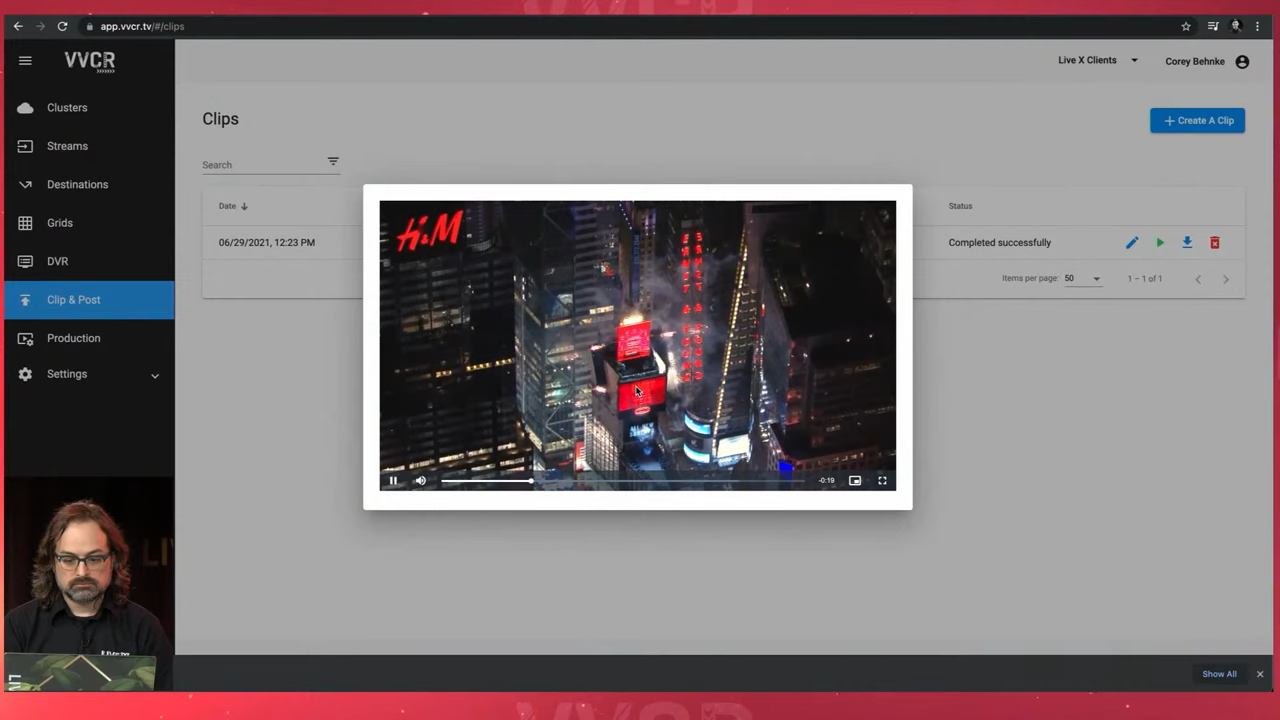 app.vvcr.tv/#/clips
VVCR
Live X Clients
Corey Behnke
Clusters
Streams
Destinations
Grids
DVR
Clip & Post
Production
Settings
Clips
+ Create A Clip
Search
Date
Status
06/29/2021, 12:23 PM
Completed successfully
Items per page: 50
1 – 1 of 1
H&M
ERNST & YOUNG
-0:19
Show All